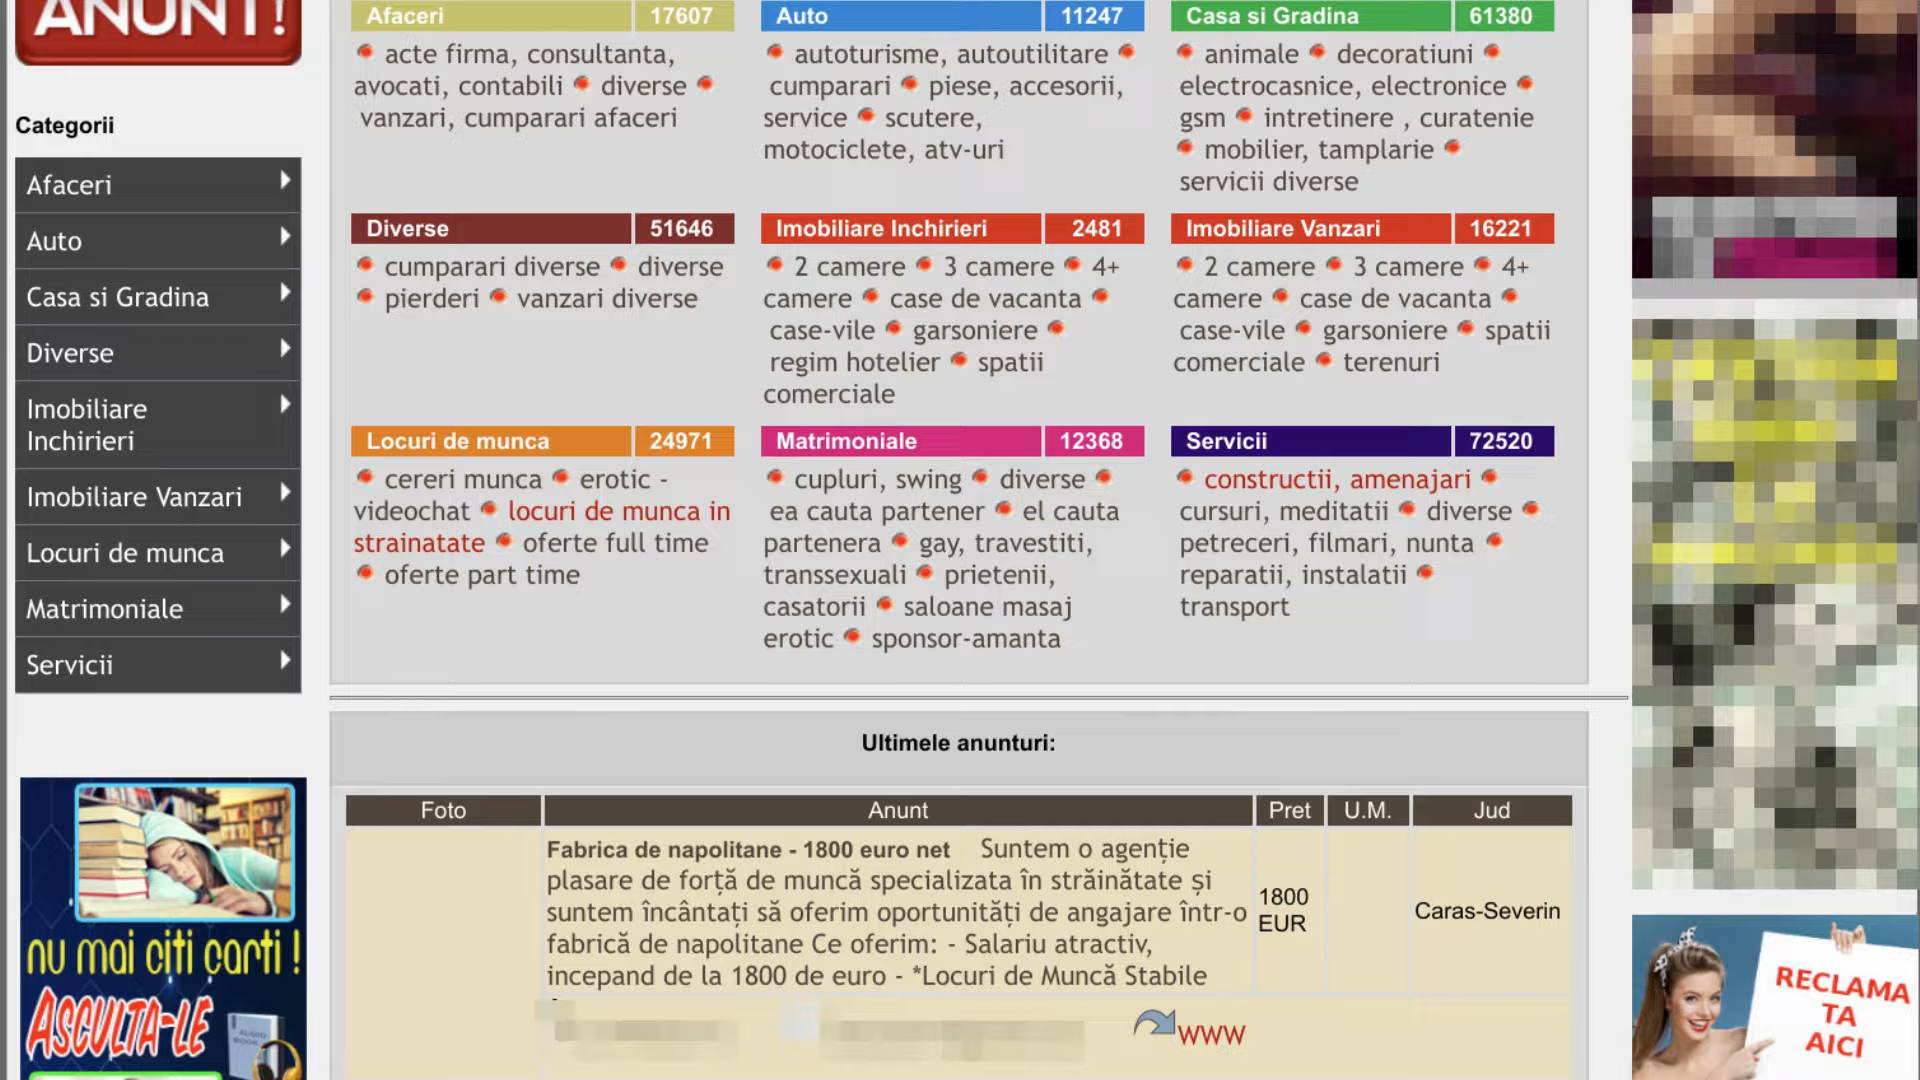 ANUNT!
Categorii
Afaceri
Auto
Casa si Gradina
Diverse
Imobiliare
Inchirieri
Imobiliare Vanzari
Locuri de munca
Matrimoniale
Servicii
nu mai citi carti !
ASCULTA-LE
AUDIO
BOOK
Afaceri 17607
acte firma, consultanta,
avocati, contabili diverse
vanzari, cumparari afaceri
Auto 11247
autoturisme, autoutilitare
cumparari piese, accesorii,
service scutere,
motociclete, atv-uri
Casa si Gradina 61380
animale decoratiuni
electrocasnice, electronice
gsm intretinere , curatenie
mobilier, tamplarie
servicii diverse
Diverse 51646
cumparari diverse diverse
pierderi vanzari diverse
Imobiliare Inchirieri 2481
2 camere 3 camere 4+
camere case de vacanta
case-vile garsoniere
regim hotelier spatii
comerciale
Imobiliare Vanzari 16221
2 camere 3 camere 4+
camere case de vacanta
case-vile garsoniere spatii
comerciale terenuri
Locuri de munca 24971
cereri munca erotic -
videochat locuri de munca in
strainatate oferte full time
oferte part time
Matrimoniale 12368
cupluri, swing diverse
ea cauta partener el cauta
partenera gay, travestiti,
transsexuali prietenii,
casatorii saloane masaj
erotic sponsor-amanta
Servicii 72520
constructii, amenajari
cursuri, meditatii diverse
petreceri, filmari, nunta
reparatii, instalatii
transport
Ultimele anunturi:
Foto Anunt Pret U.M. Jud
Fabrica de napolitane - 1800 euro net Suntem o agenție
plasare de forță de muncă specializata în străinătate și
suntem încântați să oferim oportunități de angajare într-o
fabrică de napolitane Ce oferim: - Salariu atractiv,
incepand de la 1800 de euro - *Locuri de Muncă Stabile
1800
EUR
Caras-Severin
www
RECLAMA
TA
AICI